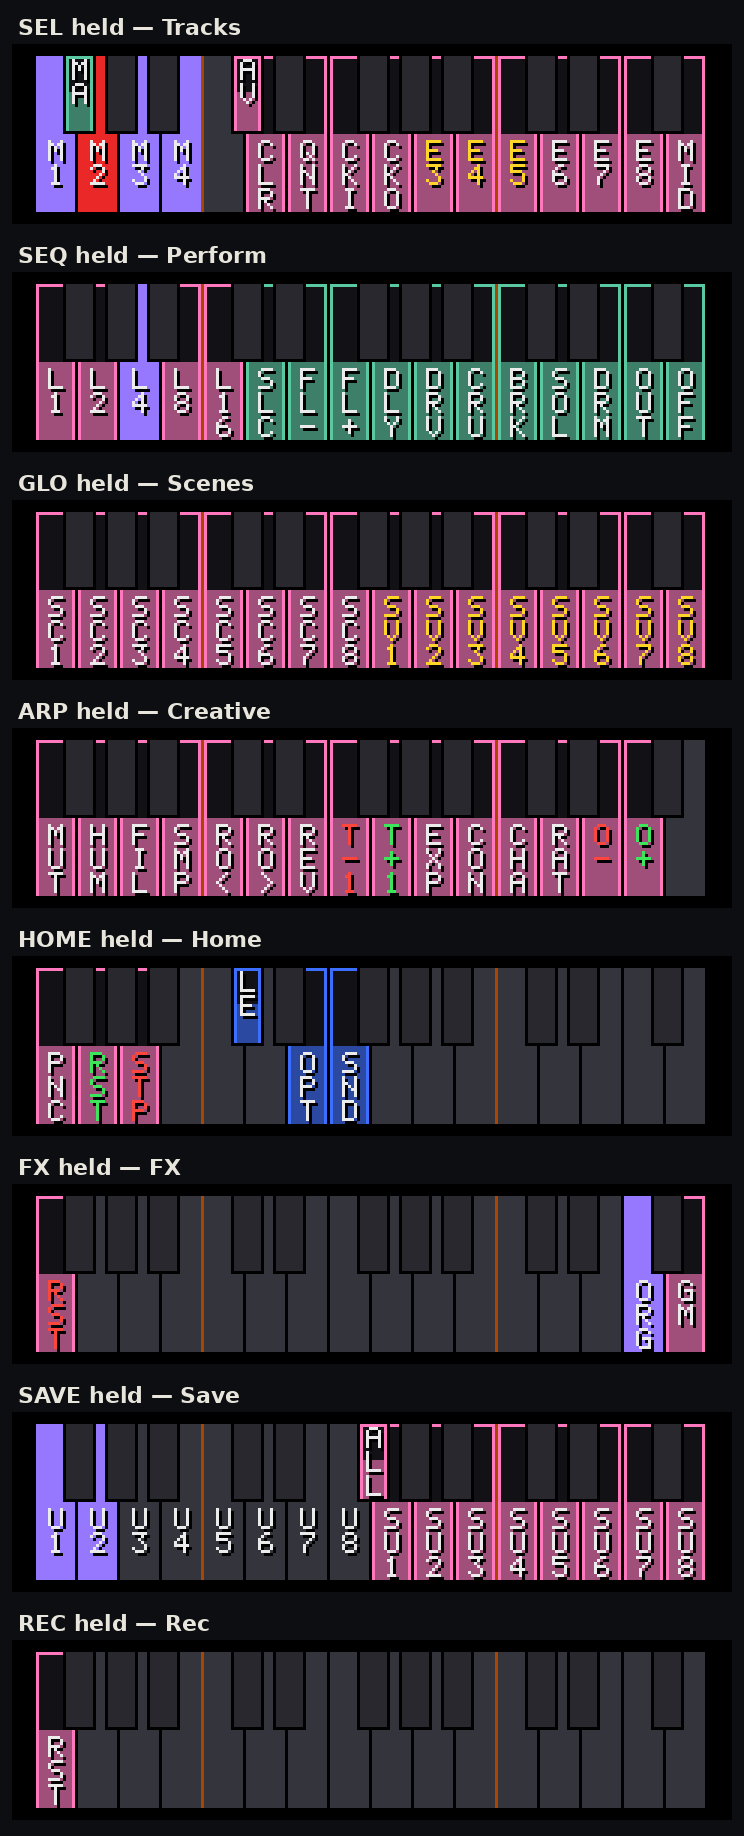 SEL held — Tracks
MA AV
M1 M2 M3 M4 CLR QNT CKI CKO E3 E4 E5 E6 E7 E8 MID
SEQ held — Perform
L1 L2 L4 L8 L16 SLC FL- FL+ DLY DRV CRU BRK SOL DRM OUT OFF
GLO held — Scenes
SC1 SC2 SC3 SC4 SC5 SC6 SC7 SC8 SV1 SV2 SV3 SV4 SV5 SV6 SV7 SV8
ARP held — Creative
MUT HUM FIL SMP RO< RO> REV T-1 T+1 EXP CON CHA RAT O- O+
HOME held — Home
LE
PNC RST STP OPT SND
FX held — FX
RST ORG GM
SAVE held — Save
ALL
U1 U2 U3 U4 U5 U6 U7 U8 SU1 SU2 SU3 SU4 SU5 SU6 SU7 SU8
REC held — Rec
RST